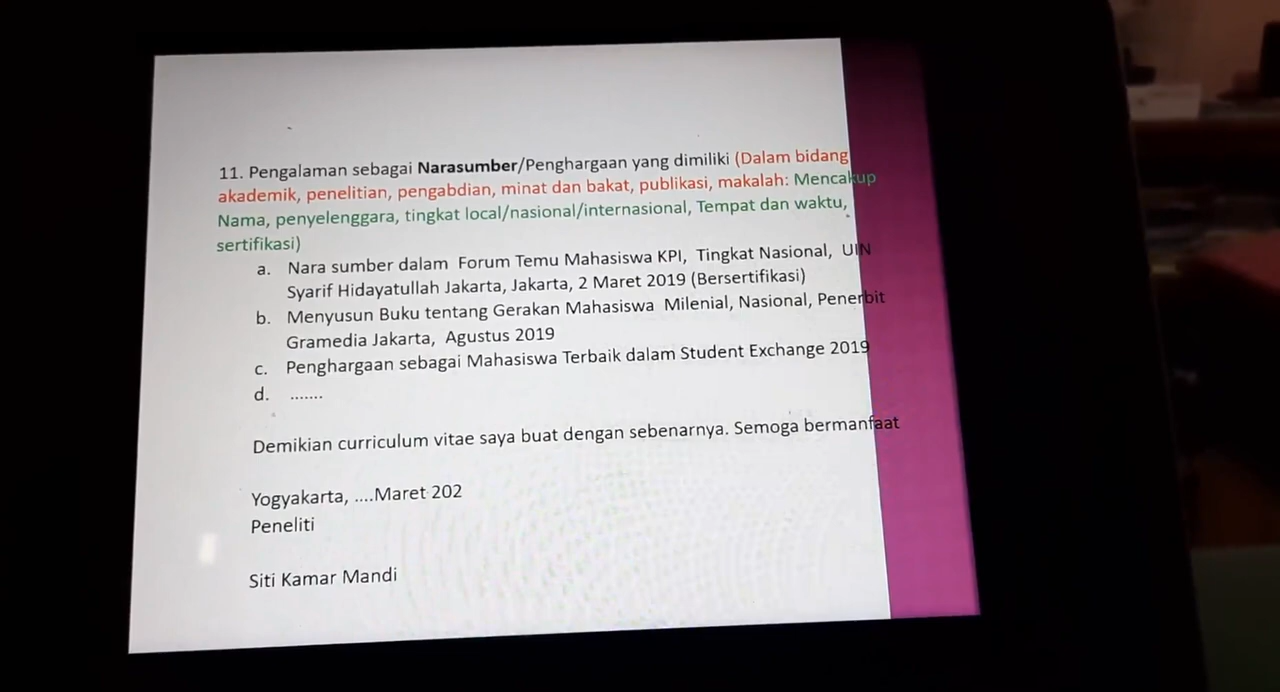 11. Pengalaman sebagai Narasumber/Penghargaan yang dimiliki (Dalam bidang
akademik, penelitian, pengabdian, minat dan bakat, publikasi, makalah: Mencakup
Nama, penyelenggara, tingkat local/nasional/internasional, Tempat dan waktu,
sertifikasi)
a. Nara sumber dalam Forum Temu Mahasiswa KPI, Tingkat Nasional, UIN
Syarif Hidayatullah Jakarta, Jakarta, 2 Maret 2019 (Bersertifikasi)
b. Menyusun Buku tentang Gerakan Mahasiswa Milenial, Nasional, Penerbit
Gramedia Jakarta, Agustus 2019
c. Penghargaan sebagai Mahasiswa Terbaik dalam Student Exchange 2019
d. .......
Demikian curriculum vitae saya buat dengan sebenarnya. Semoga bermanfaat
Yogyakarta, ....Maret 202
Peneliti
Siti Kamar Mandi